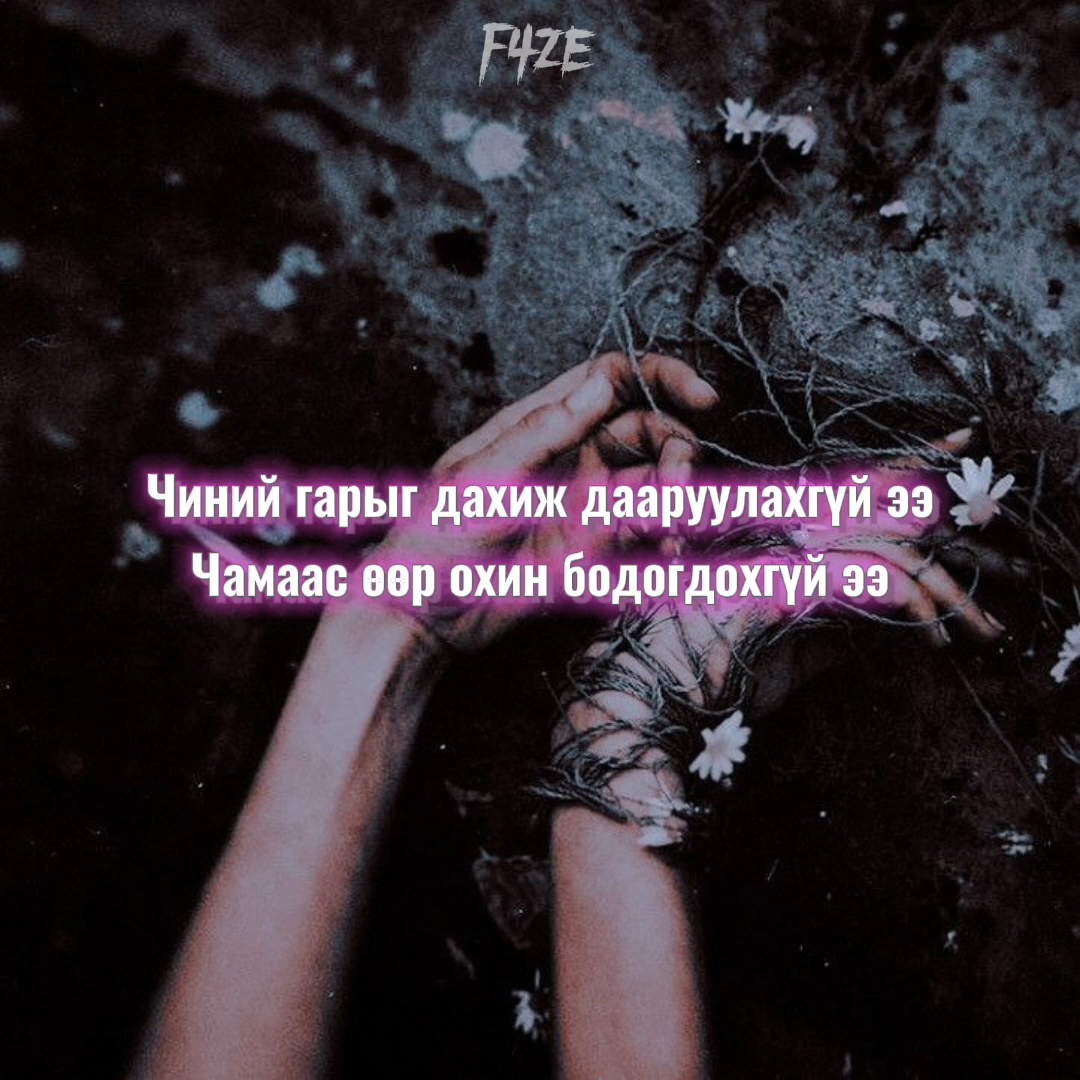 F4ZE
Чиний гарыг дахиж дааруулахгүй ээ
Чамаас өөр охин бодогдохгүй ээ